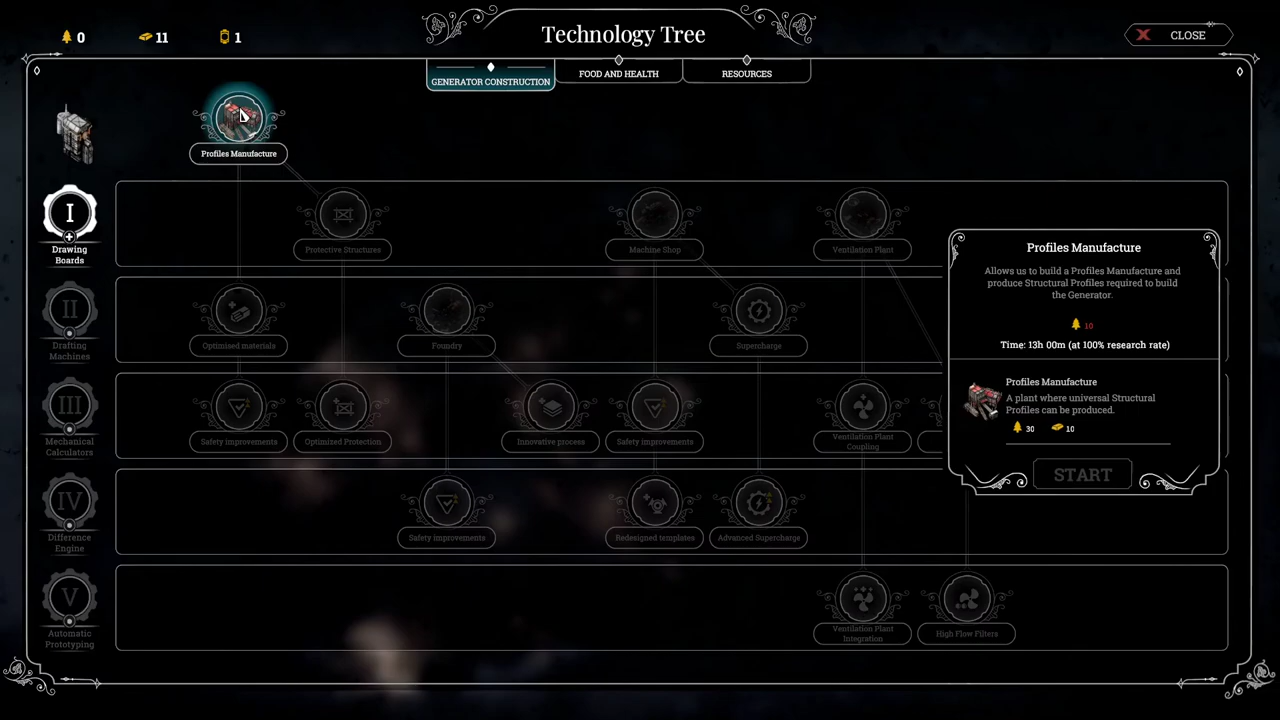 0
11
1
Technology Tree
CLOSE
GENERATOR CONSTRUCTION
FOOD AND HEALTH
RESOURCES
Profiles Manufacture
I
Drawing
Boards
Protective Structures
Machine Shop
Ventilation Plant
II
Drafting
Machines
Optimised materials
Foundry
Supercharge
III
Mechanical
Calculators
Safety improvements
Optimized Protection
Innovative process
Safety improvements
Ventilation Plant
Coupling
IV
Difference
Engine
Safety improvements
Redesigned templates
Advanced Supercharge
V
Automatic
Prototyping
Ventilation Plant
Integration
High Flow Filters
Profiles Manufacture
Allows us to build a Profiles Manufacture and
produce Structural Profiles required to build
the Generator.
10
Time: 13h 00m (at 100% research rate)
Profiles Manufacture
A plant where universal Structural
Profiles can be produced.
30
10
START